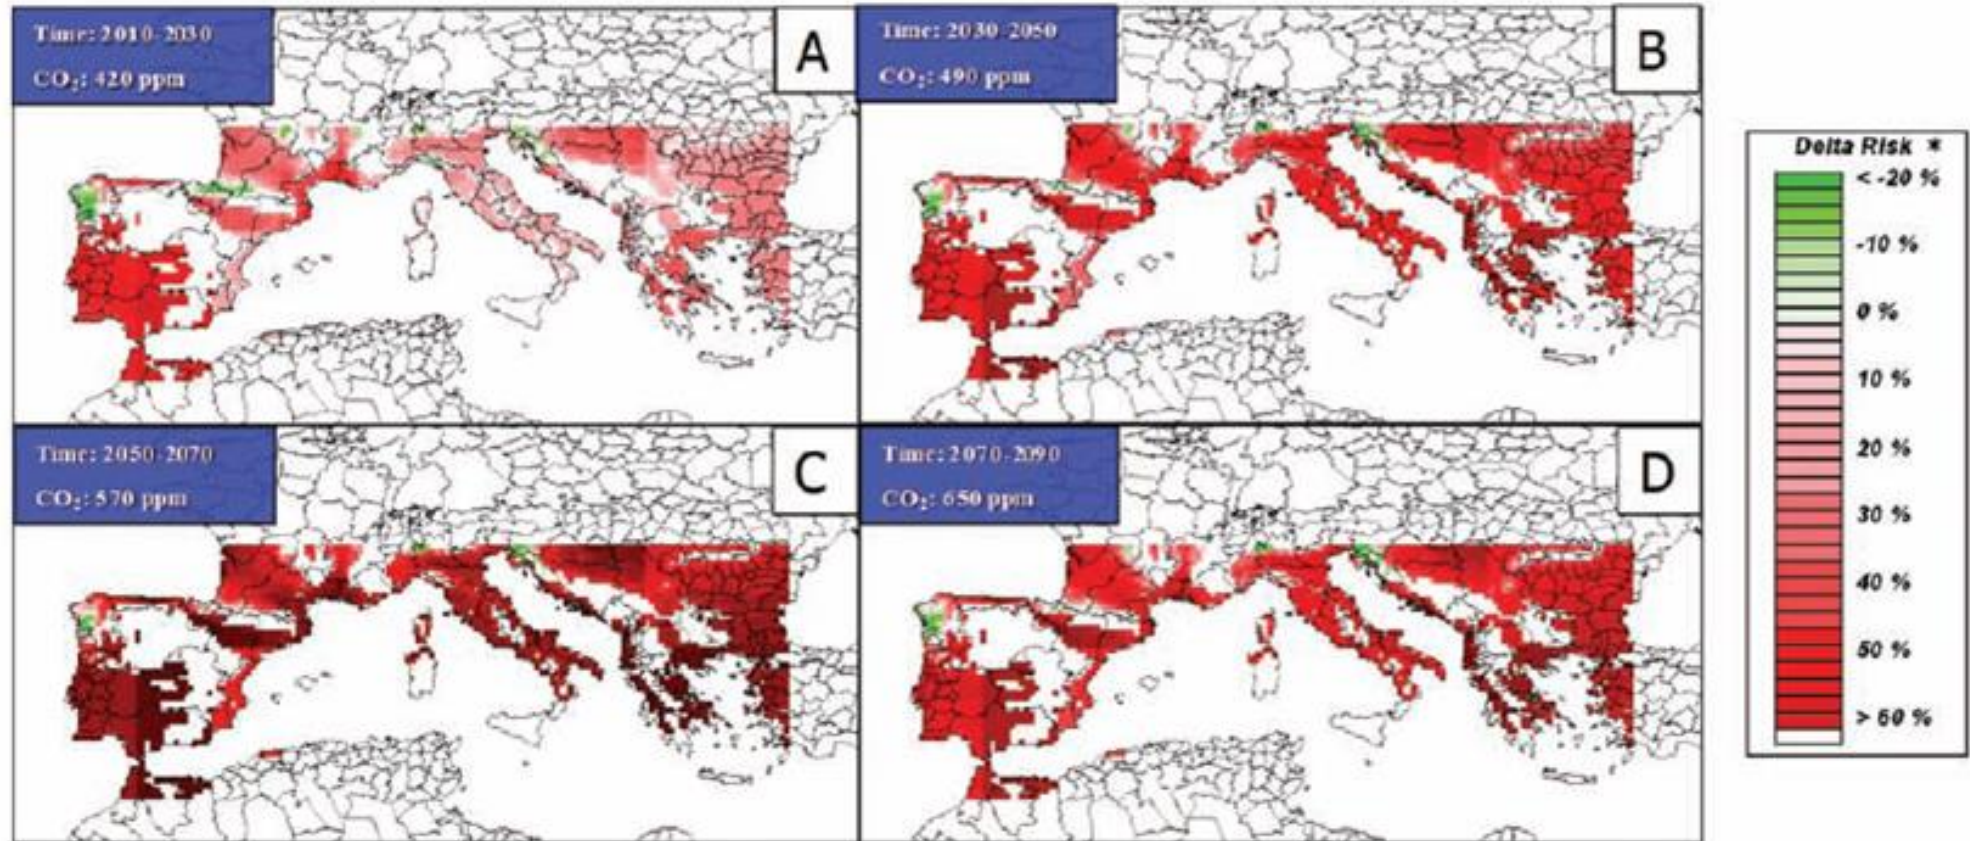 Time: 2010-2030
CO₂: 420 ppm
A
Time: 2030-2050
CO₂: 490 ppm
B
Time: 2050-2070
CO₂: 570 ppm
C
Time: 2070-2090
CO₂: 650 ppm
D
Delta Risk *
< -20 %
-10 %
0 %
10 %
20 %
30 %
40 %
50 %
> 60 %